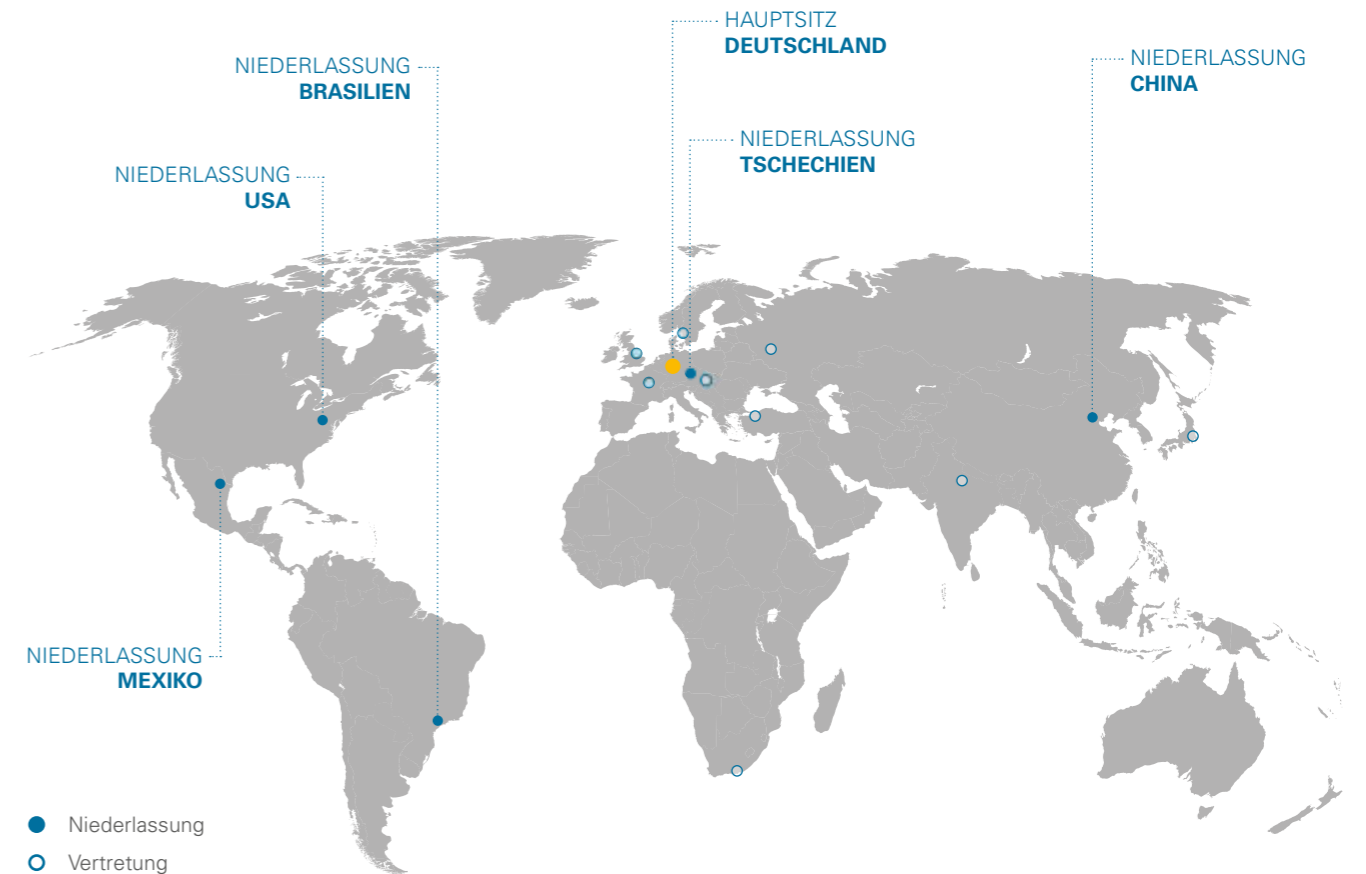 HAUPTSITZ
DEUTSCHLAND
NIEDERLASSUNG
BRASILIEN
NIEDERLASSUNG
CHINA
NIEDERLASSUNG
TSCHECHIEN
NIEDERLASSUNG
USA
NIEDERLASSUNG
MEXIKO
Niederlassung
Vertretung